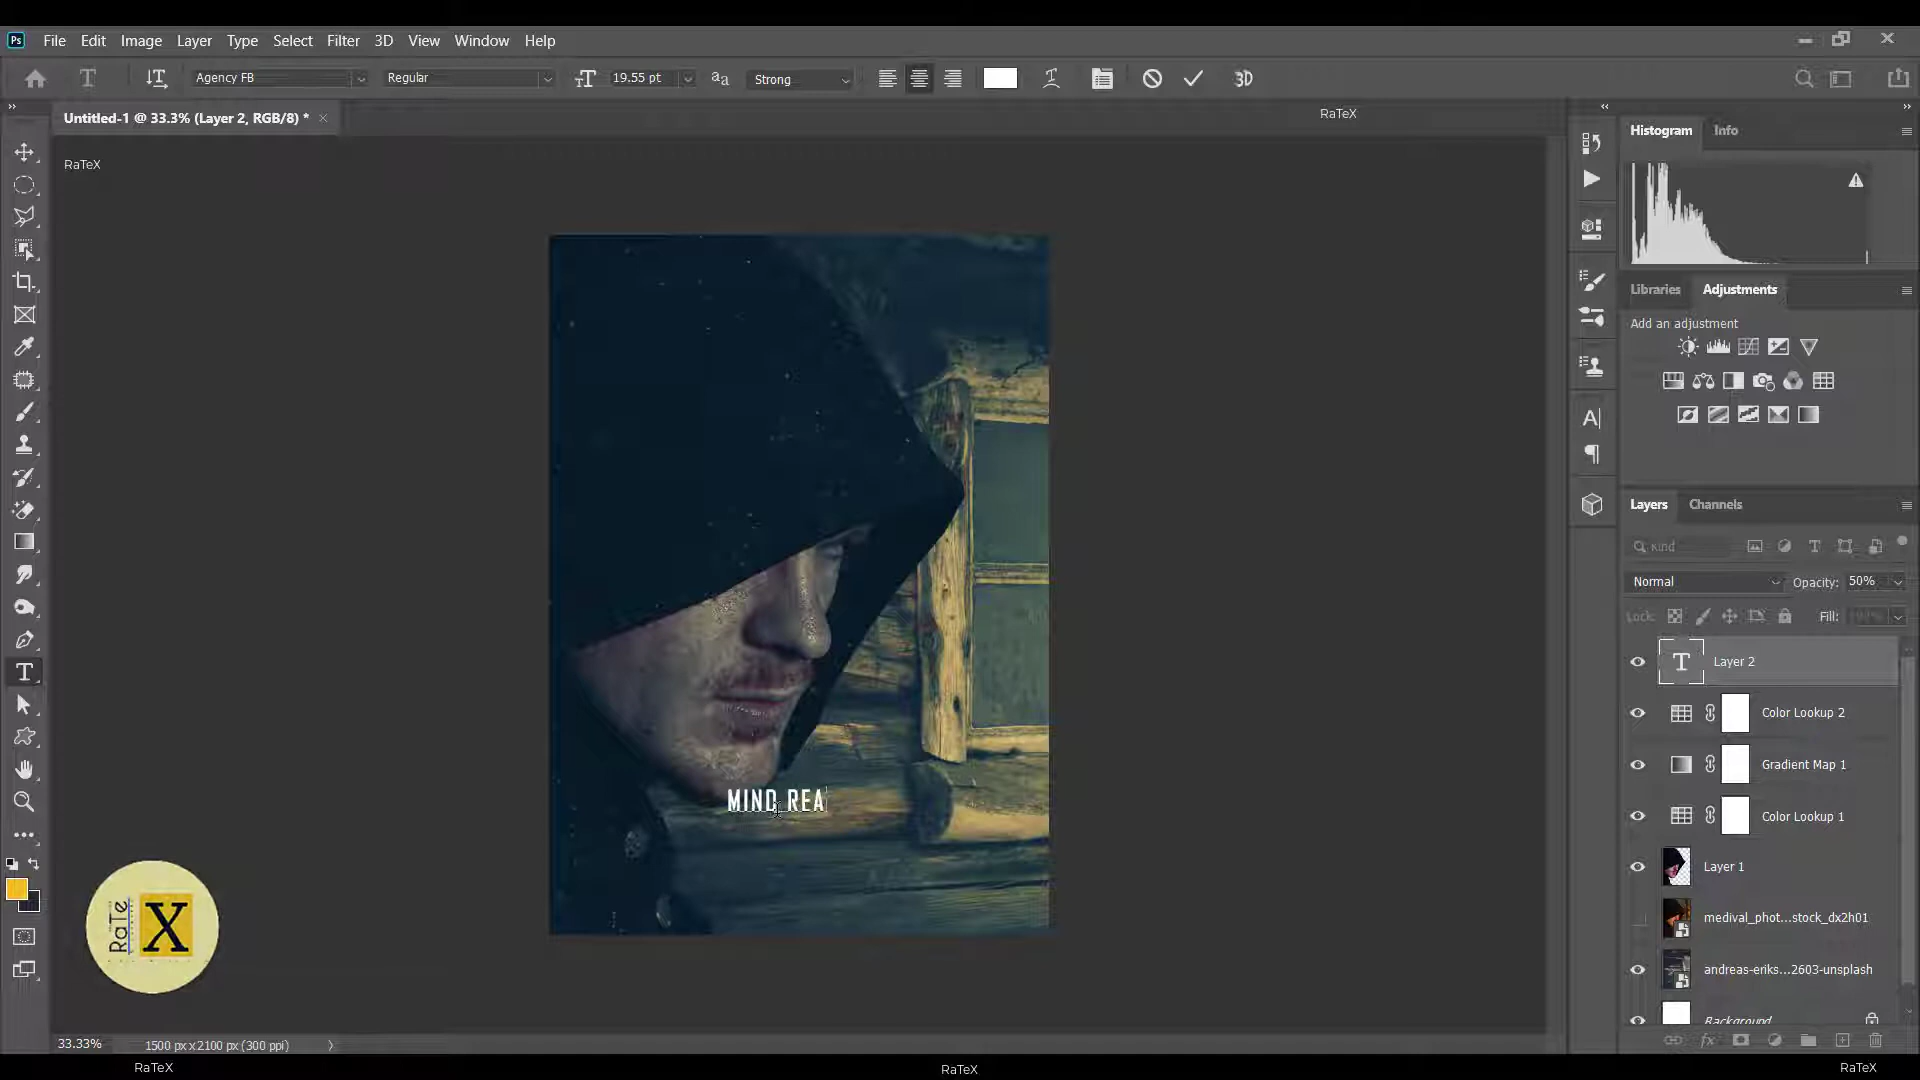 Ps File Edit Image Layer Type Select Filter 3D View Window Help
T Agency FB Regular 19.55 pt aa Strong 3D
Untitled-1 @ 33.3% (Layer 2, RGB/8) *
RaTeX
RaTeX
Histogram Info
Libraries Adjustments
Add an adjustment
Layers Channels
Kind
Normal Opacity: 50%
Lock: Fill:
T Layer 2
Color Lookup 2
Gradient Map 1
Color Lookup 1
Layer 1
medival_phot...stock_dx2h01
andreas-eriks...2603-unsplash
Background
MIND REA
RaTe X
33.33% 1500 px x 2100 px (300 ppi)
RaTeX
RaTeX
RaTeX